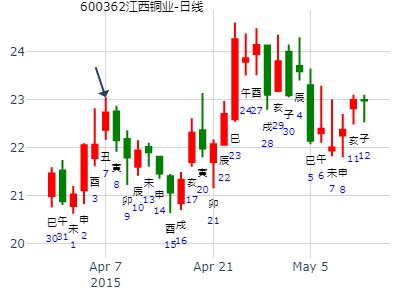 600362江西铜业-日线
24
23
22
21
20
巳 午 未 申 酉 丑 寅 卯 辰 未 申 酉 戌 亥 寅 卯 辰 巳 午 酉 戌 亥 子 辰 巳 午 未 申 亥 子
30 31 1 2 3 7 8 9 10 13 14 15 16 17 20 21 22 23 24 27 28 29 30 4 5 6 7 8 11 12
Apr 7 Apr 21 May 5
2015